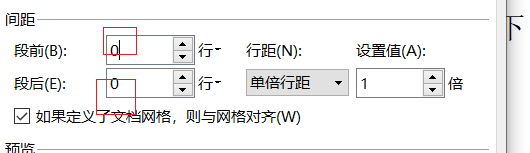 间距
下
段前(B): 0 行 行距(N): 设置值(A):
段后(E): 0 行 单倍行距 1 倍
如果定义了文档网格，则与网格对齐(W)
预览